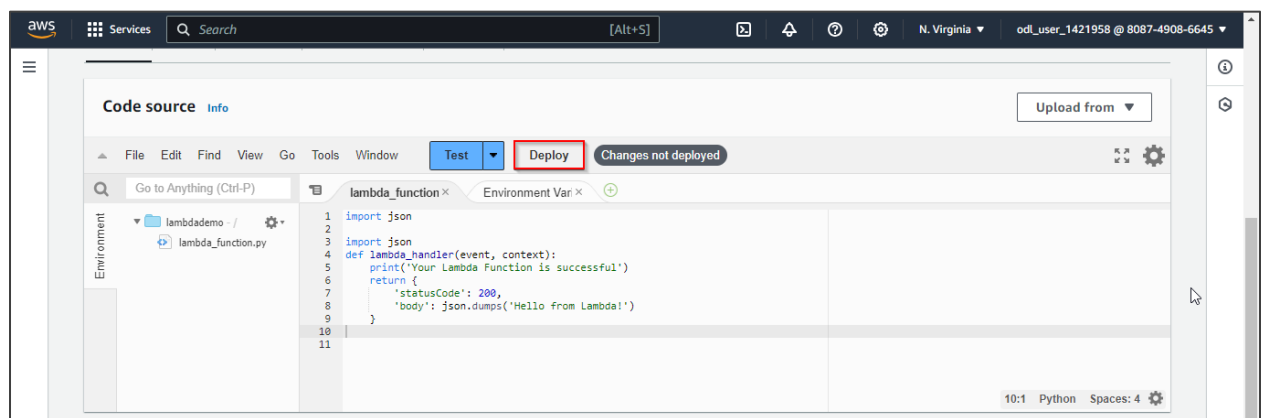 aws Services Search [Alt+S] N. Virginia ▼ odl_user_1421958 @ 8087-4908-6645 ▼
Code source Info Upload from ▼
File Edit Find View Go Tools Window Test Deploy Changes not deployed
Go to Anything (Ctrl-P) lambda_function × Environment Vari ×
Environment
lambdademo - /
lambda_function.py
1 import json
2
3 import json
4 def lambda_handler(event, context):
5 print('Your Lambda Function is successful')
6 return {
7 'statusCode': 200,
8 'body': json.dumps('Hello from Lambda!')
9 }
10
11
10:1 Python Spaces: 4